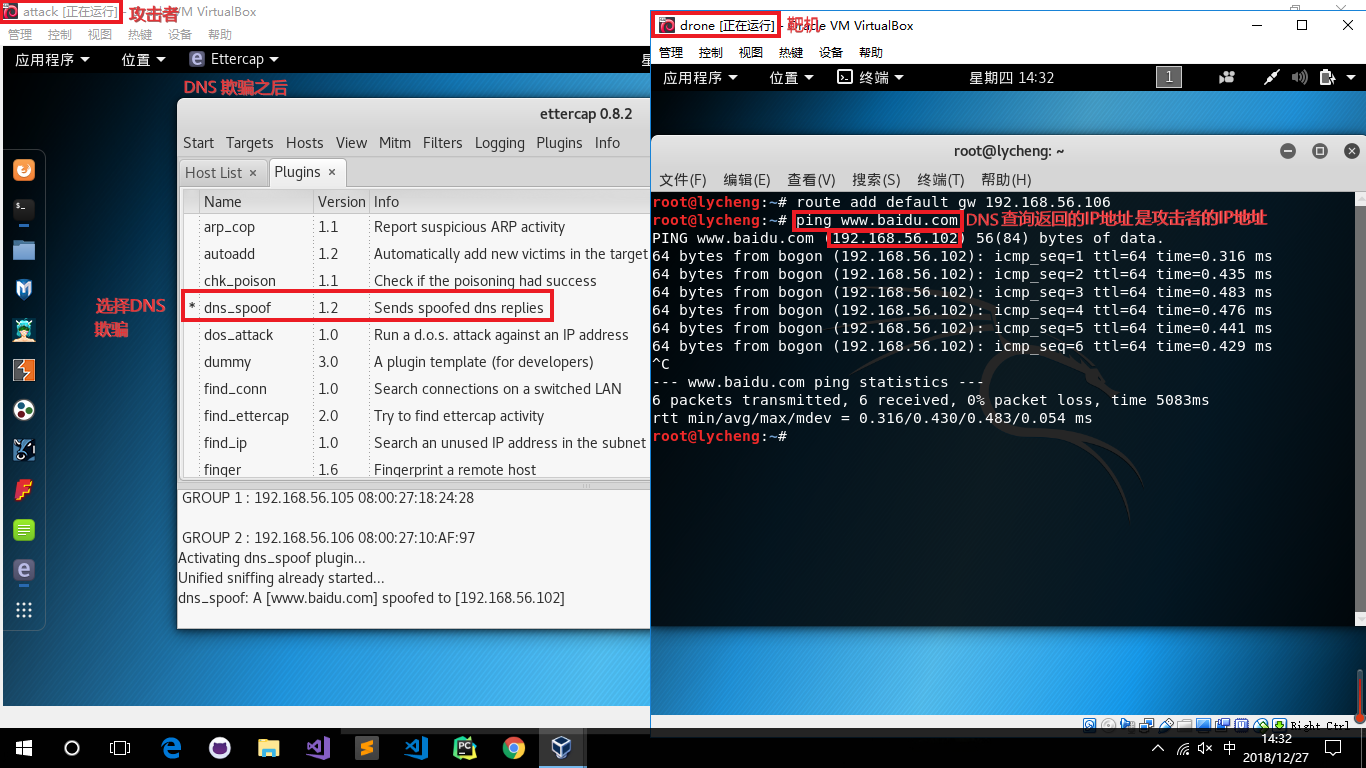 attack [正在运行] - Oracle VM VirtualBox
攻击者
管理 控制 视图 热键 设备 帮助
应用程序 位置 Ettercap
DNS 欺骗之后
ettercap 0.8.2
Start Targets Hosts View Mitm Filters Logging Plugins Info
Host List × Plugins ×
Name Version Info
arp_cop 1.1 Report suspicious ARP activity
autoadd 1.2 Automatically add new victims in the target
chk_poison 1.1 Check if the poisoning had success
* dns_spoof 1.2 Sends spoofed dns replies
dos_attack 1.0 Run a d.o.s. attack against an IP address
dummy 3.0 A plugin template (for developers)
find_conn 1.0 Search connections on a switched LAN
find_ettercap 2.0 Try to find ettercap activity
find_ip 1.0 Search an unused IP address in the subnet
finger 1.6 Fingerprint a remote host
选择DNS
欺骗
GROUP 1 : 192.168.56.105 08:00:27:18:24:28
GROUP 2 : 192.168.56.106 08:00:27:10:AF:97
Activating dns_spoof plugin...
Unified sniffing already started...
dns_spoof: A [www.baidu.com] spoofed to [192.168.56.102]
drone [正在运行] - Oracle VM VirtualBox
靶机
管理 控制 视图 热键 设备 帮助
应用程序 位置 终端 星期四 14:32 1
root@lycheng: ~
文件(F) 编辑(E) 查看(V) 搜索(S) 终端(T) 帮助(H)
root@lycheng:~# route add default gw 192.168.56.106
root@lycheng:~# ping www.baidu.com
DNS 查询返回的IP地址是攻击者的IP地址
PING www.baidu.com (192.168.56.102) 56(84) bytes of data.
64 bytes from bogon (192.168.56.102): icmp_seq=1 ttl=64 time=0.316 ms
64 bytes from bogon (192.168.56.102): icmp_seq=2 ttl=64 time=0.435 ms
64 bytes from bogon (192.168.56.102): icmp_seq=3 ttl=64 time=0.483 ms
64 bytes from bogon (192.168.56.102): icmp_seq=4 ttl=64 time=0.476 ms
64 bytes from bogon (192.168.56.102): icmp_seq=5 ttl=64 time=0.441 ms
64 bytes from bogon (192.168.56.102): icmp_seq=6 ttl=64 time=0.429 ms
^C
--- www.baidu.com ping statistics ---
6 packets transmitted, 6 received, 0% packet loss, time 5083ms
rtt min/avg/max/mdev = 0.316/0.430/0.483/0.054 ms
root@lycheng:~#
Right Ctrl
中
14:32
2018/12/27